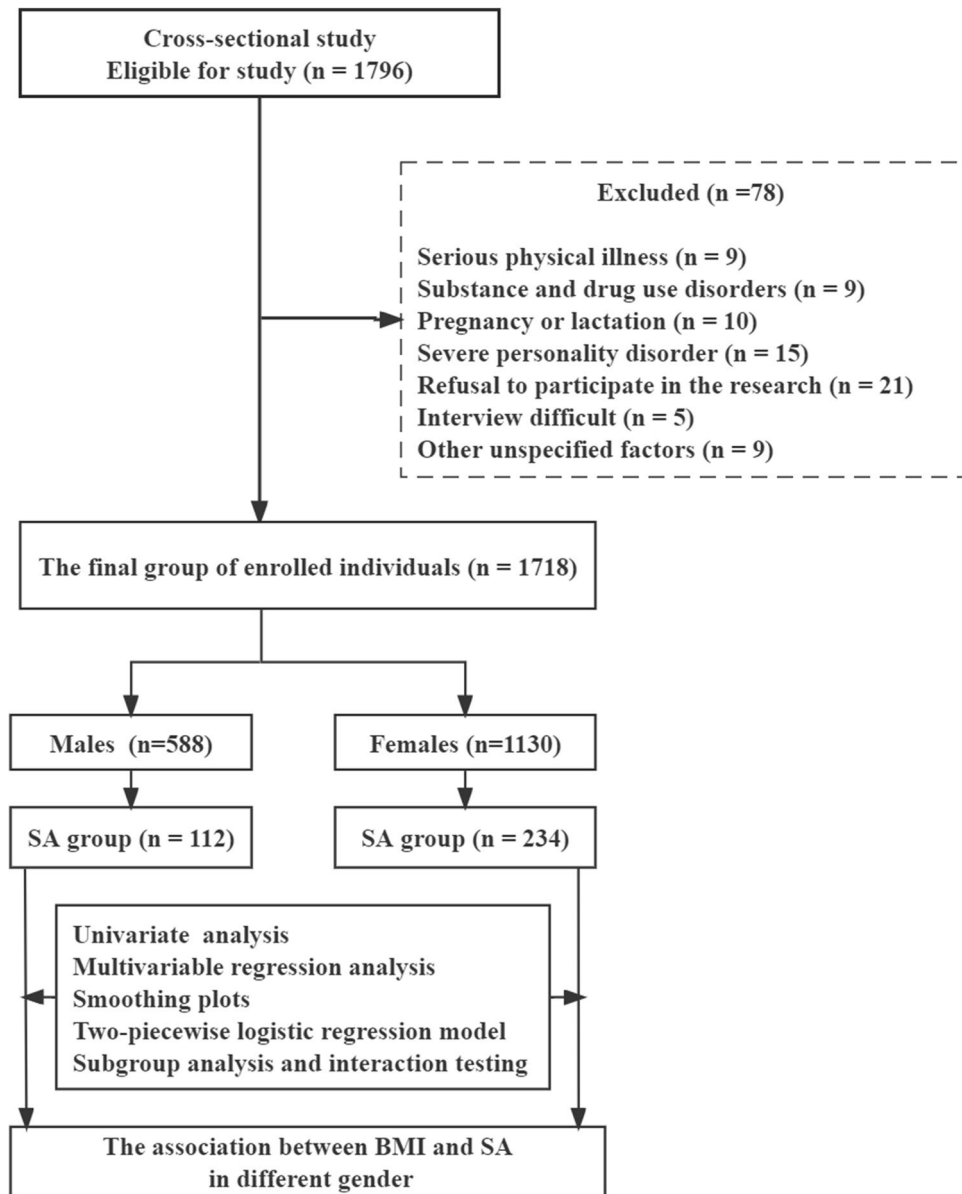 Cross-sectional study
Eligible for study (n = 1796)
Excluded (n =78)
Serious physical illness (n = 9)
Substance and drug use disorders (n = 9)
Pregnancy or lactation (n = 10)
Severe personality disorder (n = 15)
Refusal to participate in the research (n = 21)
Interview difficult (n = 5)
Other unspecified factors (n = 9)
The final group of enrolled individuals (n = 1718)
Males (n=588)
Females (n=1130)
SA group (n = 112)
SA group (n = 234)
Univariate analysis
Multivariable regression analysis
Smoothing plots
Two-piecewise logistic regression model
Subgroup analysis and interaction testing
The association between BMI and SA
in different gender